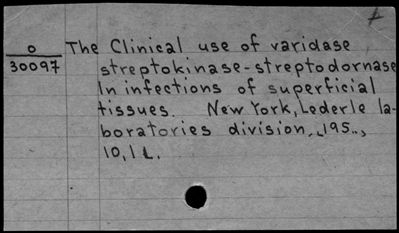 o The Clinical use of varidase
30097 streptokinase-streptodornase
In infections of superficial
tissues. New York, Lederle la-
boratories division, 195..,
10,1 L.